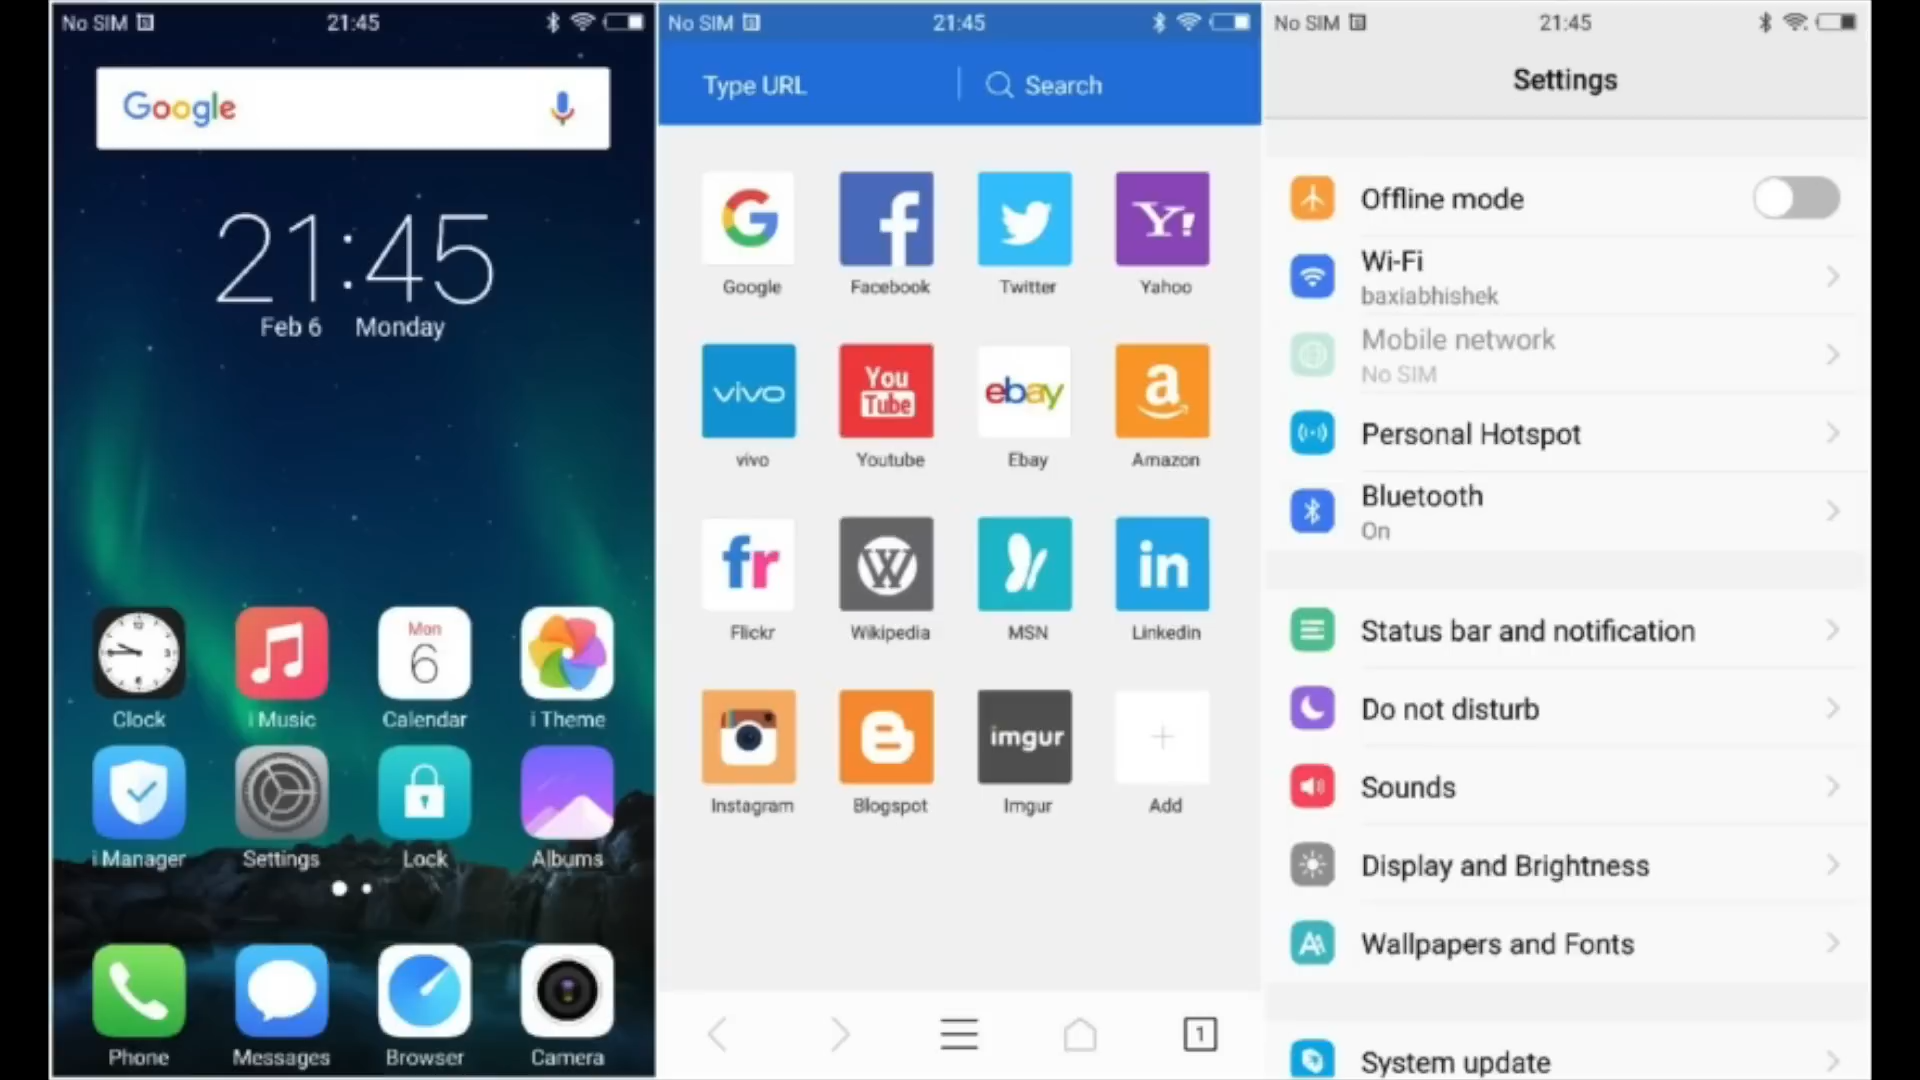 No SIM
21:45
Google
21:45
Feb 6 Monday
Mon
6
Clock
i Music
Calendar
i Theme
i Manager
Settings
Lock
Albums
Phone
Messages
Browser
Camera
No SIM
21:45
Type URL
Search
Y!
Google
Facebook
Twitter
Yahoo
vivo
You
Tube
ebay
a
vivo
Youtube
Ebay
Amazon
fr
W
in
Flickr
Wikipedia
MSN
Linkedin
imgur
Instagram
Blogspot
Imgur
Add
1
No SIM
21:45
Settings
Offline mode
Wi-Fi
baxiabhishek
Mobile network
No SIM
Personal Hotspot
Bluetooth
On
Status bar and notification
Do not disturb
Sounds
Display and Brightness
Wallpapers and Fonts
System update